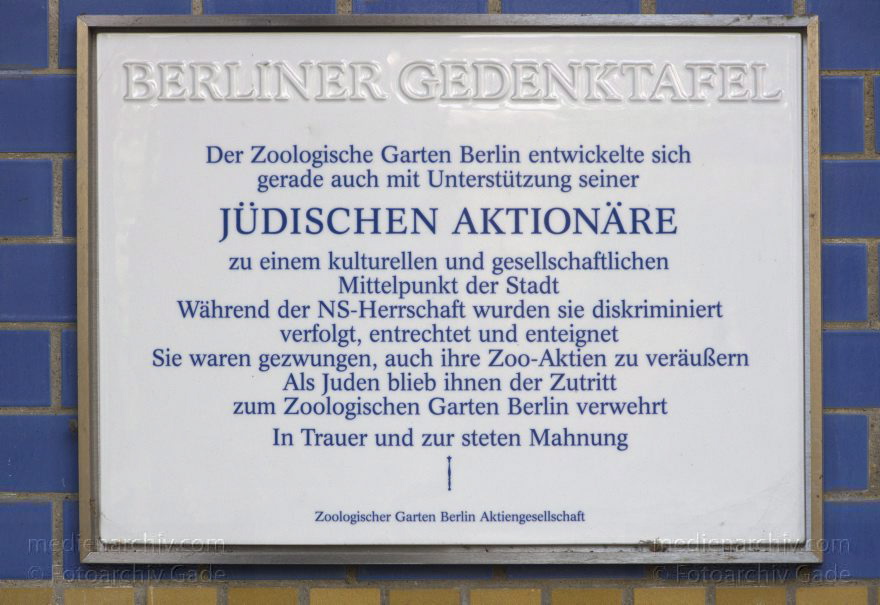 BERLINER GEDENKTAFEL
Der Zoologische Garten Berlin entwickelte sich
gerade auch mit Unterstützung seiner
JÜDISCHEN AKTIONÄRE
zu einem kulturellen und gesellschaftlichen
Mittelpunkt der Stadt
Während der NS-Herrschaft wurden sie diskriminiert
verfolgt, entrechtet und enteignet
Sie waren gezwungen, auch ihre Zoo-Aktien zu veräußern
Als Juden blieb ihnen der Zutritt
zum Zoologischen Garten Berlin verwehrt
In Trauer und zur steten Mahnung
Zoologischer Garten Berlin Aktiengesellschaft
medienarchiv.com
© Fotoarchiv Gade
medienarchiv.com
© Fotoarchiv Gade